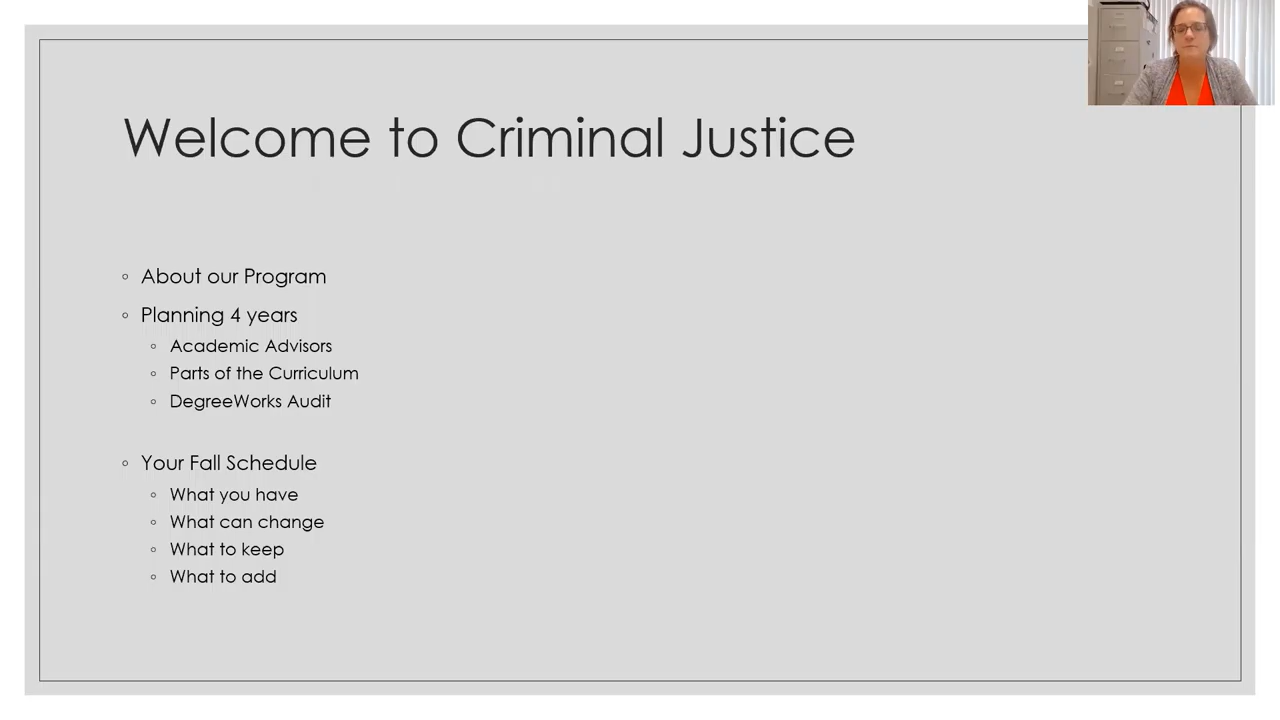 Welcome to Criminal Justice
◦ About our Program
◦ Planning 4 years
◦ Academic Advisors
◦ Parts of the Curriculum
◦ DegreeWorks Audit
◦ Your Fall Schedule
◦ What you have
◦ What can change
◦ What to keep
◦ What to add